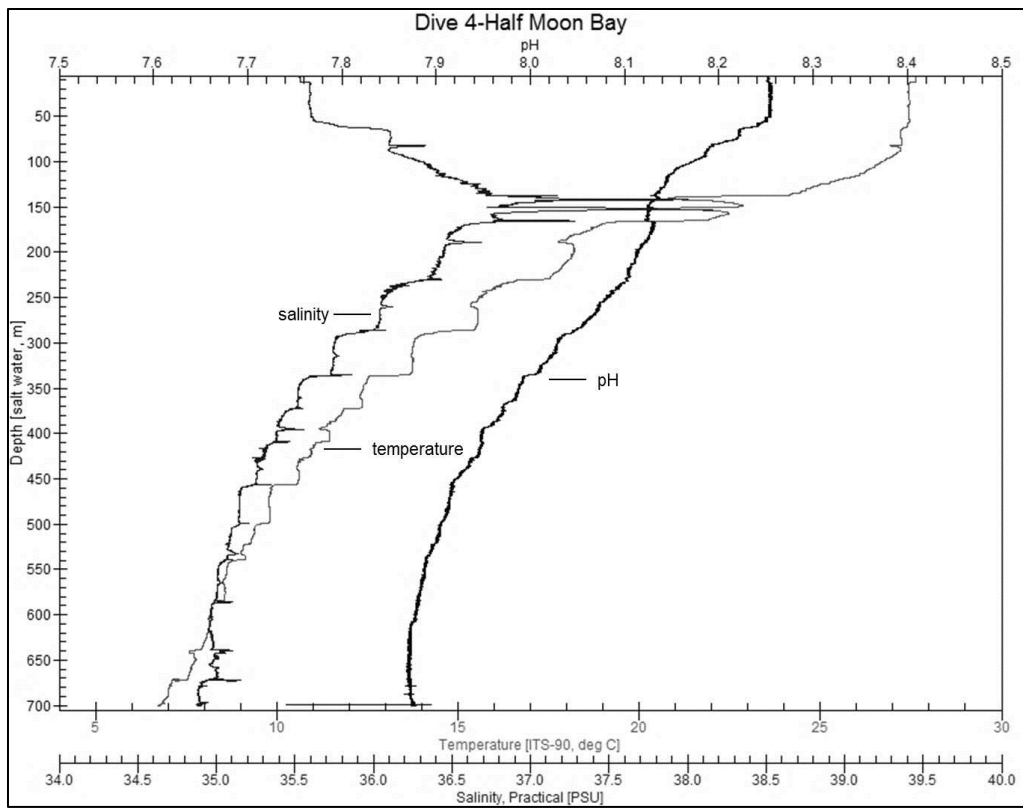 Dive 4-Half Moon Bay
pH
7.5 7.6 7.7 7.8 7.9 8.0 8.1 8.2 8.3 8.4 8.5
50
100
150
200
250
300
350
400
450
500
550
600
650
700
Depth [salt water, m]
salinity
pH
temperature
5 10 15 20 25 30
Temperature [ITS-90, deg C]
34.0 34.5 35.0 35.5 36.0 36.5 37.0 37.5 38.0 38.5 39.0 39.5 40.0
Salinity, Practical [PSU]